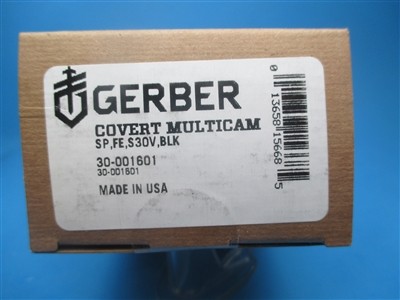 GERBER
COVERT MULTICAM
SP,FE,S30V,BLK
30-001601
30-001601
MADE IN USA
0 13658 15668 5